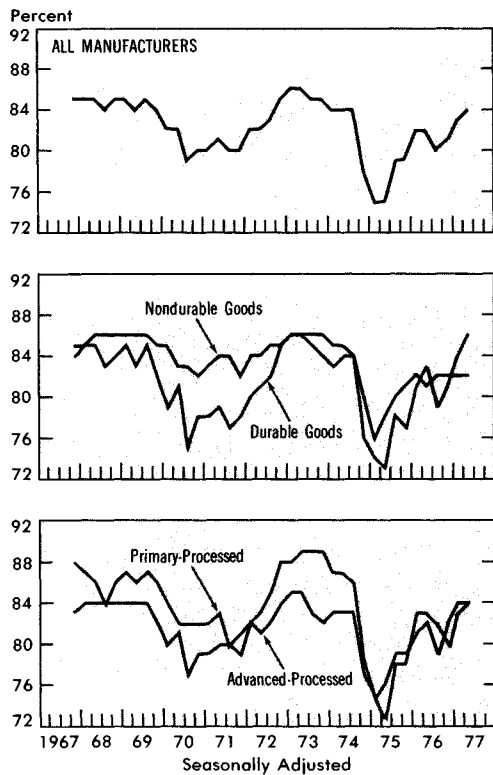 Percent
92
ALL MANUFACTURERS
88
84
80
76
72
92
88
Nondurable Goods
84
80
Durable Goods
76
72
92
88
Primary-Processed
84
80
Advanced-Processed
76
72
1967 68 69 70 71 72 73 74 75 76 77
Seasonally Adjusted